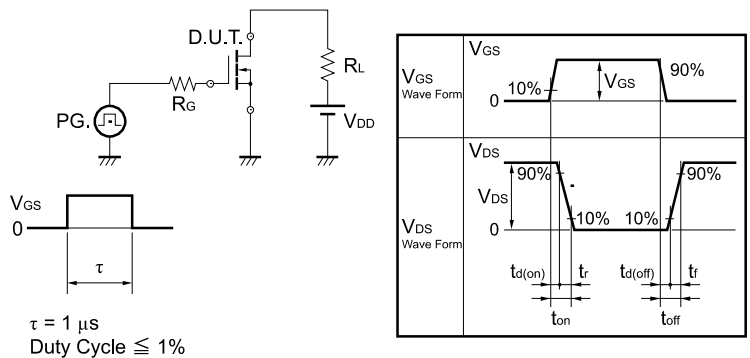 D.U.T.
RL
RG
PG.
VDD
VGS
0
τ
τ = 1 μs
Duty Cycle ≦ 1%
VGS
Wave Form
VGS
10%
0
VGS
90%
VDS
Wave Form
VDS
90%
VDS
0
10%
10%
90%
td(on)
tr
td(off)
tf
ton
toff